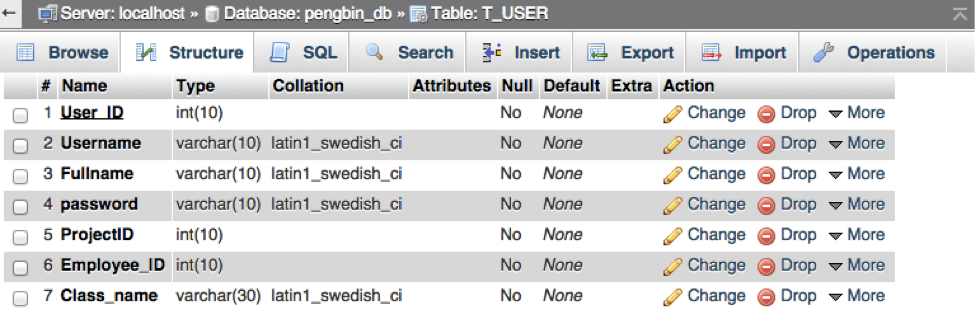 Server: localhost » Database: pengbin_db » Table: T_USER
Browse Structure SQL Search Insert Export Import Operations
# Name Type Collation Attributes Null Default Extra Action
1 User_ID int(10) No None Change Drop More
2 Username varchar(10) latin1_swedish_ci No None Change Drop More
3 Fullname varchar(10) latin1_swedish_ci No None Change Drop More
4 password varchar(10) latin1_swedish_ci No None Change Drop More
5 ProjectID int(10) No None Change Drop More
6 Employee_ID int(10) No None Change Drop More
7 Class_name varchar(30) latin1_swedish_ci No None Change Drop More